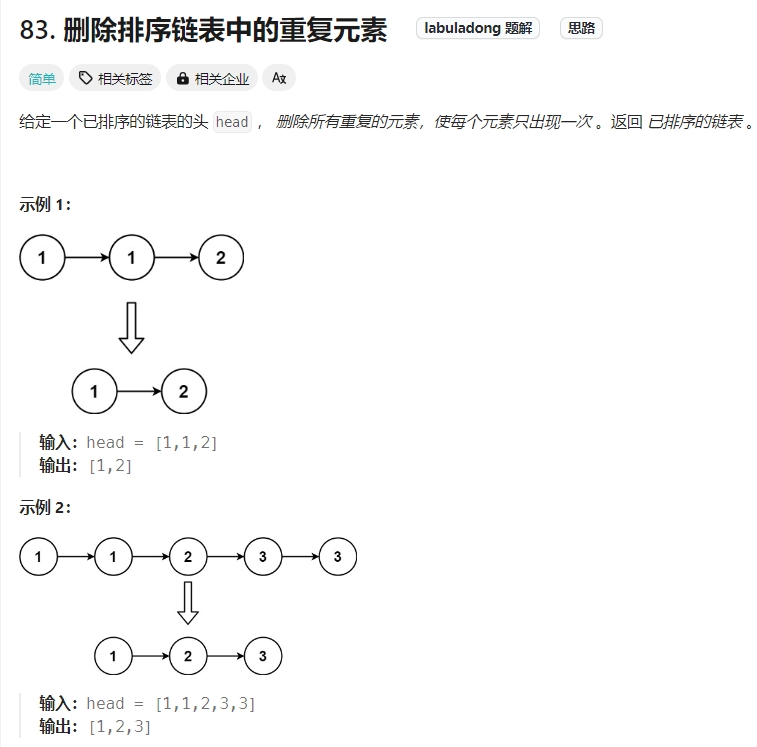 83. 删除排序链表中的重复元素 labuladong 题解 思路
简单 相关标签 相关企业 Az
给定一个已排序的链表的头 head ， 删除所有重复的元素，使每个元素只出现一次 。返回 已排序的链表 。
示例 1：
1 1 2
1 2
输入：head = [1,1,2]
输出：[1,2]
示例 2：
1 1 2 3 3
1 2 3
输入：head = [1,1,2,3,3]
输出：[1,2,3]